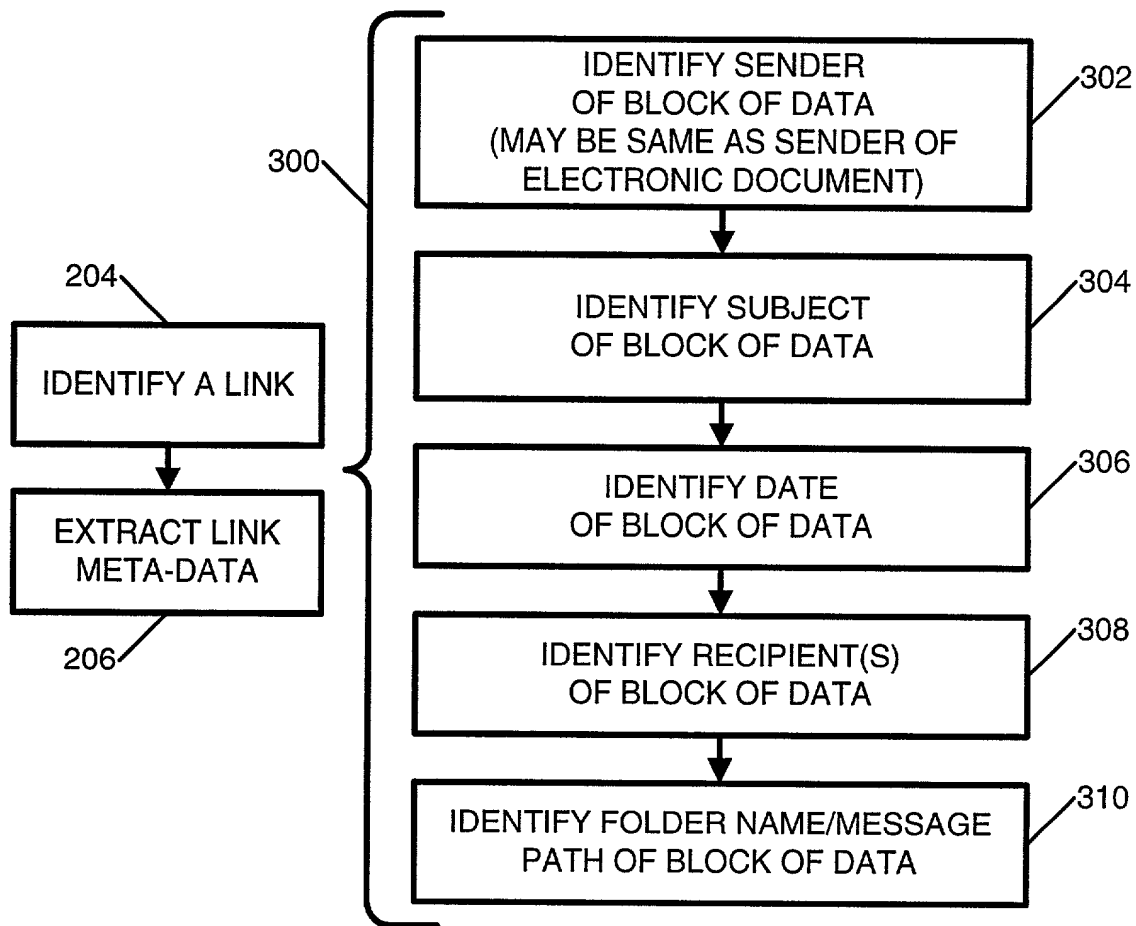 204
IDENTIFY A LINK
EXTRACT LINK
META-DATA
206
300
IDENTIFY SENDER
OF BLOCK OF DATA
(MAY BE SAME AS SENDER OF
ELECTRONIC DOCUMENT)
302
IDENTIFY SUBJECT
OF BLOCK OF DATA
304
IDENTIFY DATE
OF BLOCK OF DATA
306
IDENTIFY RECIPIENT(S)
OF BLOCK OF DATA
308
IDENTIFY FOLDER NAME/MESSAGE
PATH OF BLOCK OF DATA
310